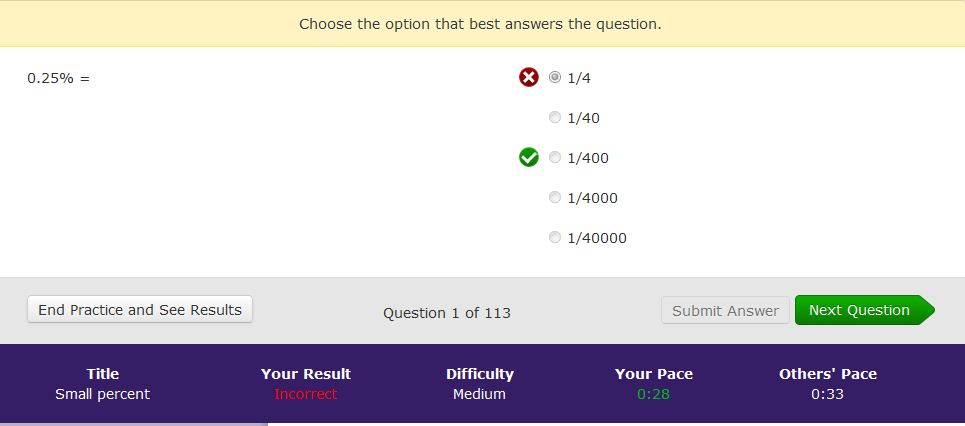 Choose the option that best answers the question.
0.25% =
1/4
1/40
1/400
1/4000
1/40000
End Practice and See Results
Question 1 of 113
Submit Answer
Next Question
Title Your Result Difficulty Your Pace Others' Pace
Small percent Incorrect Medium 0:28 0:33